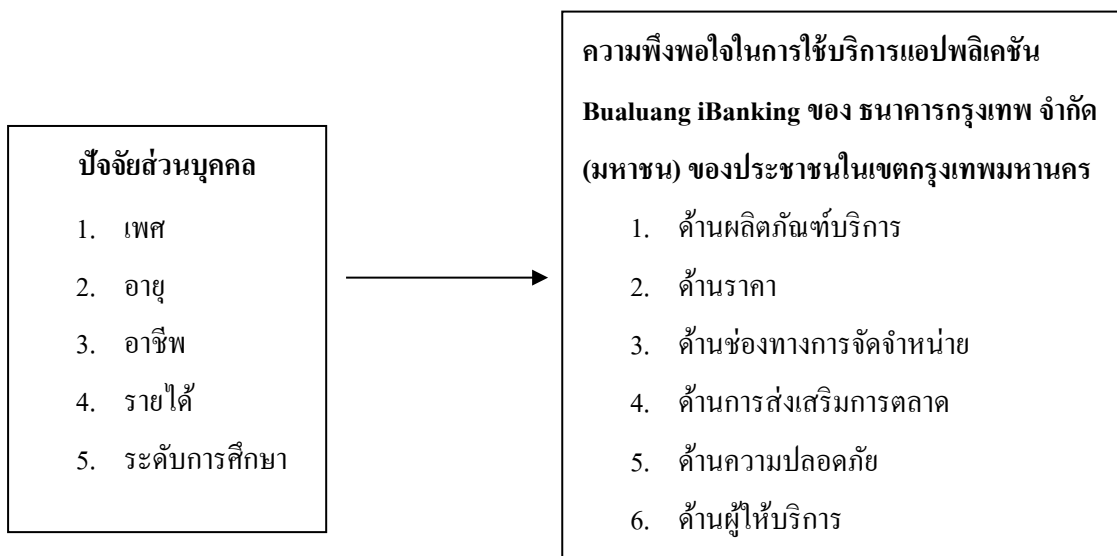 ปัจจัยส่วนบุคคล
1. เพศ
2. อายุ
3. อาชีพ
4. รายได้
5. ระดับการศึกษา
ความพึงพอใจในการใช้บริการแอปพลิเคชัน
Bualuang iBanking ของ ธนาคารกรุงเทพ จำกัด
(มหาชน) ของประชาชนในเขตกรุงเทพมหานคร
1. ด้านผลิตภัณฑ์บริการ
2. ด้านราคา
3. ด้านช่องทางการจัดจำหน่าย
4. ด้านการส่งเสริมการตลาด
5. ด้านความปลอดภัย
6. ด้านผู้ให้บริการ